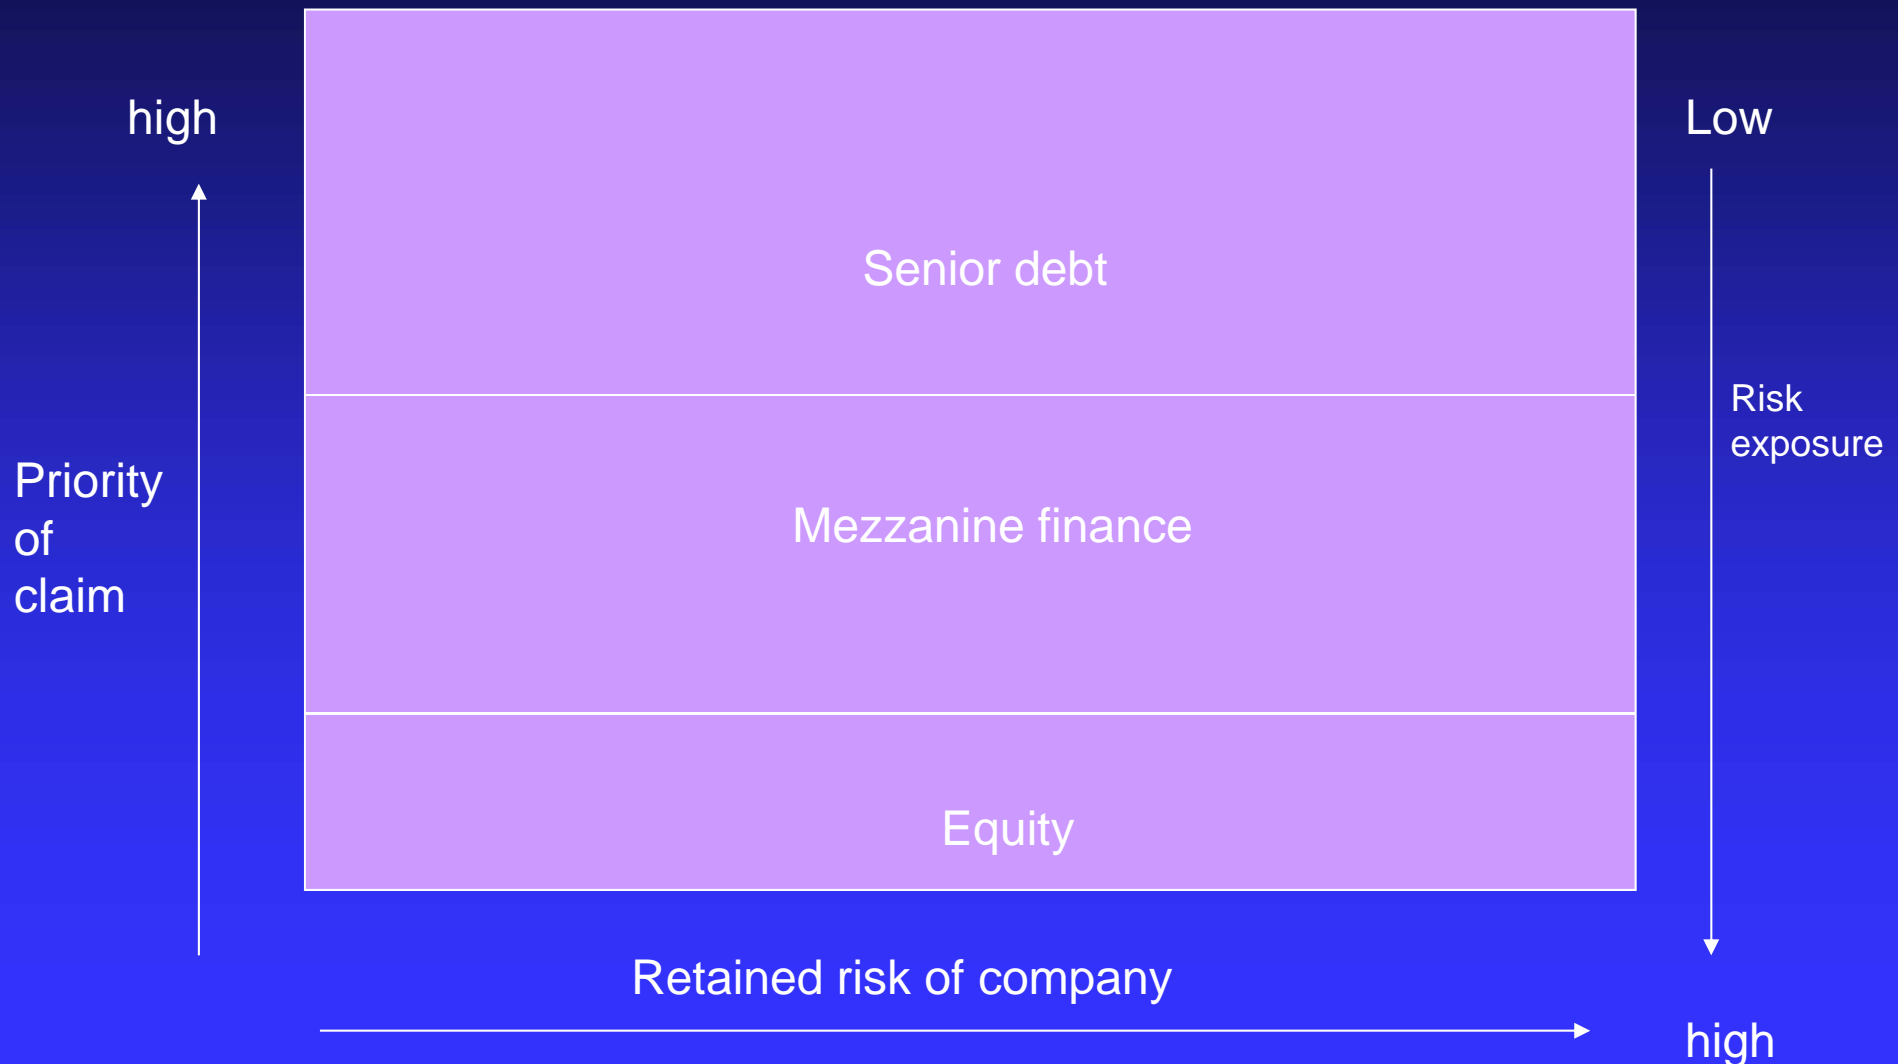 high
Low
Senior debt
Risk
exposure
Priority
of
claim
Mezzanine finance
Equity
Retained risk of company
high